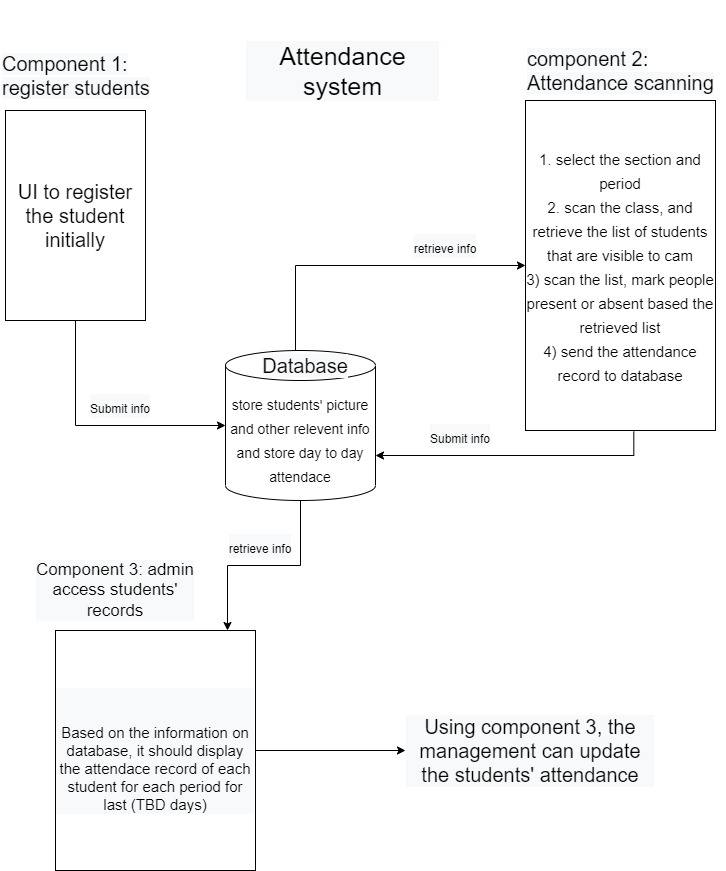 Attendance
system
Component 1:
register students
UI to register
the student
initially
component 2:
Attendance scanning
1. select the section and
period
2. scan the class, and
retrieve the list of students
that are visible to cam
3) scan the list, mark people
present or absent based the
retrieved list
4) send the attendance
record to database
retrieve info
Submit info
Submit info
Database
store students' picture
and other relevent info
and store day to day
attendace
retrieve info
Component 3: admin
access students'
records
Based on the information on
database, it should display
the attendace record of each
student for each period for
last (TBD days)
Using component 3, the
management can update
the students' attendance